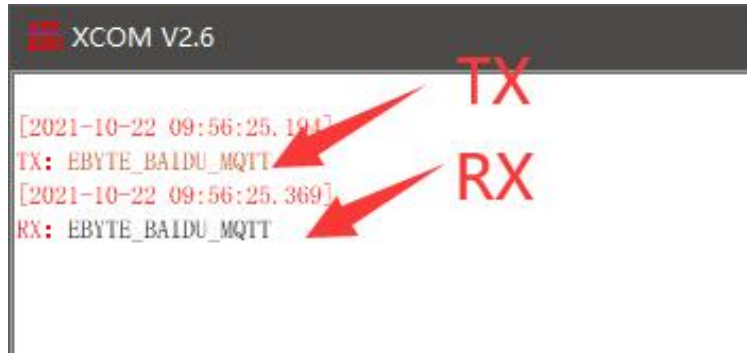 XCOM V2.6
TX
[2021-10-22 09:56:25.194]
TX: EBYTE_BAIDU_MQTT
RX
[2021-10-22 09:56:25.369]
RX: EBYTE_BAIDU_MQTT